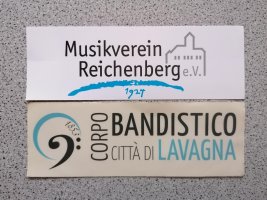 Musikverein
Reichenberg e.V.
1927
1853
CORPO
BANDISTICO
CITTÀ DI LAVAGNA